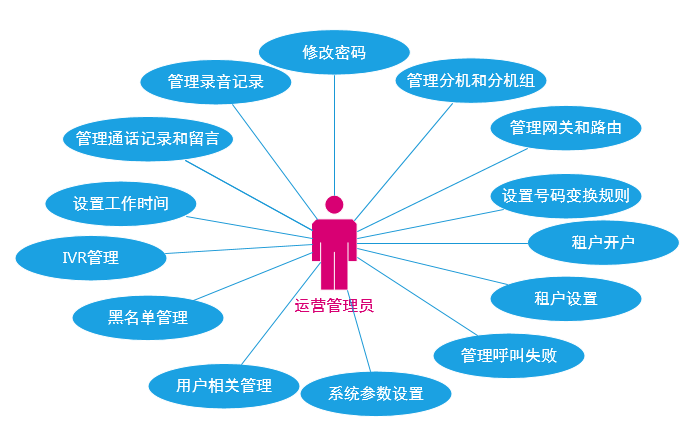 修改密码
管理录音记录
管理分机和分机组
管理通话记录和留言
管理网关和路由
设置工作时间
设置号码变换规则
IVR管理
租户开户
黑名单管理
运营管理员
租户设置
管理呼叫失败
用户相关管理
系统参数设置